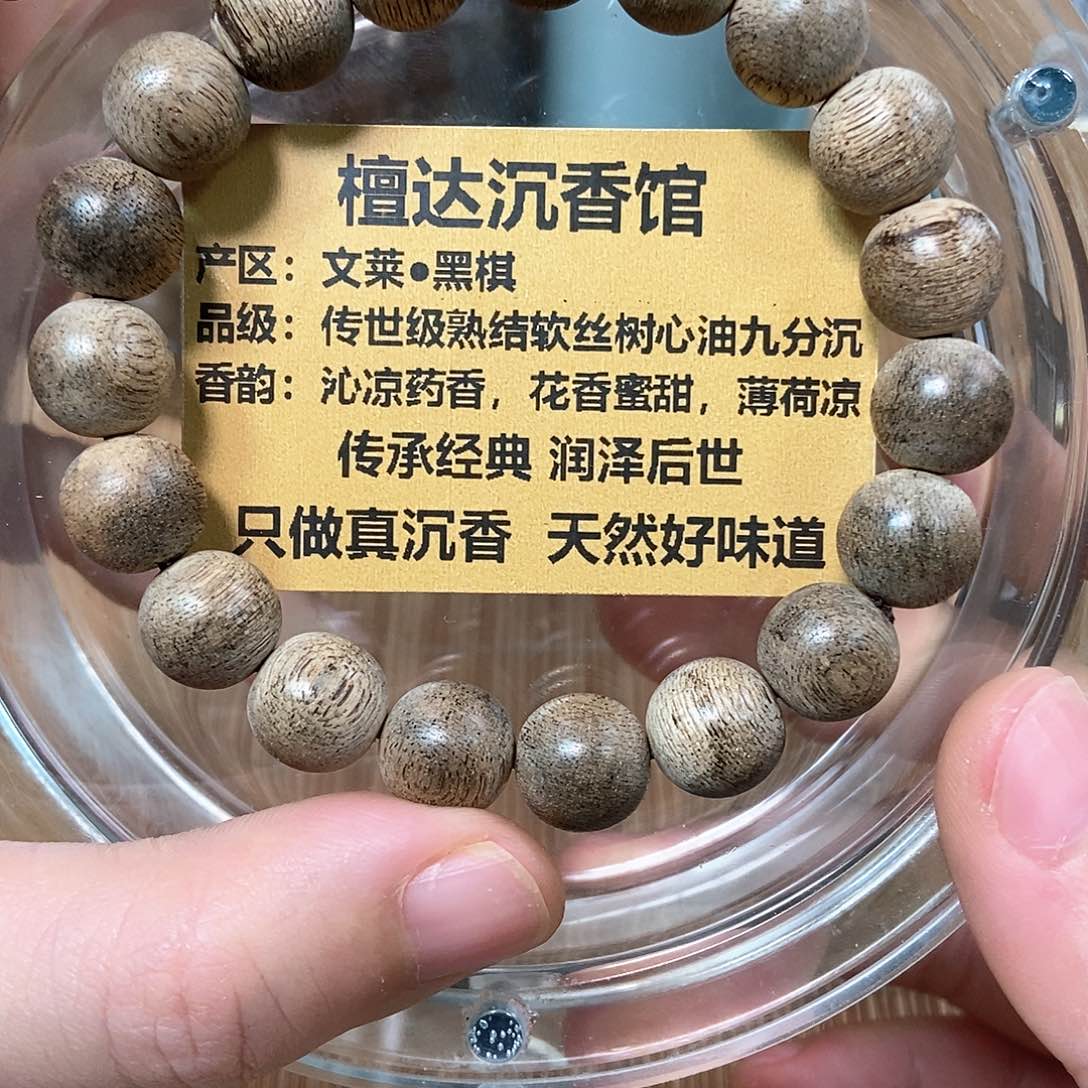 檀达沉香馆
产区：文莱●黑棋
品级：传世级熟结软丝树心油九分沉
香韵：沁凉药香，花香蜜甜，薄荷凉
传承经典 润泽后世
只做真沉香 天然好味道